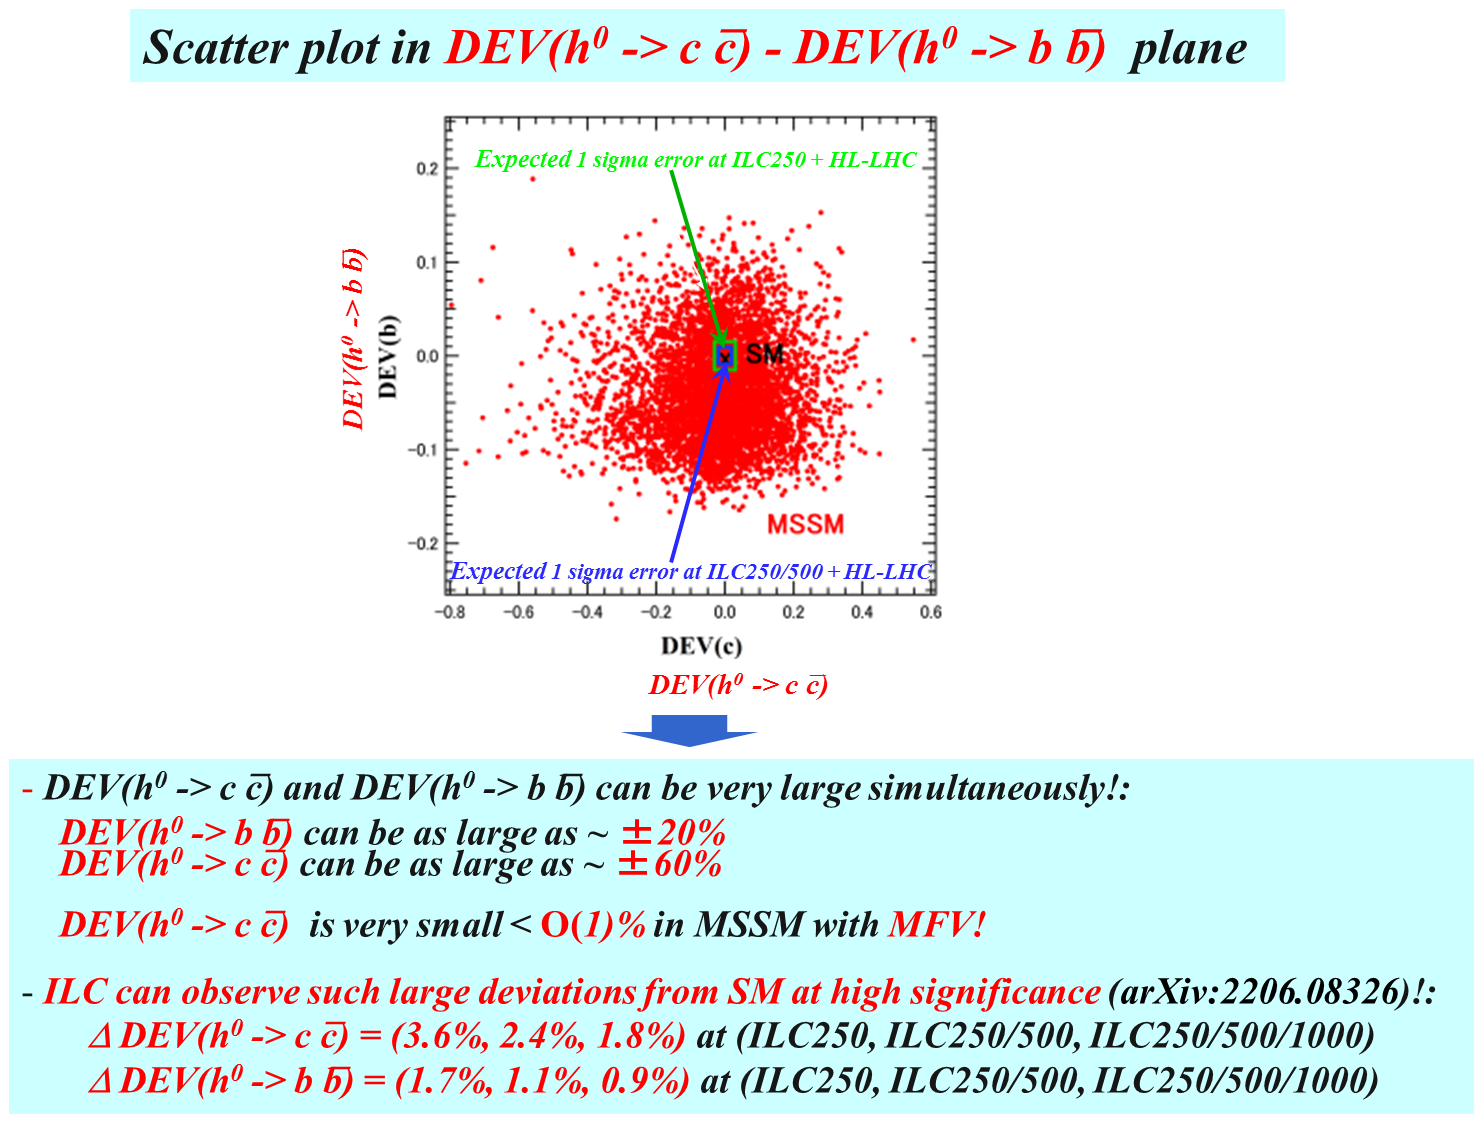 Scatter plot in DEV(h⁰ -> c c̅) - DEV(h⁰ -> b b̅) plane
Expected 1 sigma error at ILC250 + HL-LHC
0.2
0.1
0.0
−0.1
−0.2
DEV(h⁰ -> b b̅)
DEV(b)
SM
MSSM
Expected 1 sigma error at ILC250/500 + HL-LHC
−0.8 −0.6 −0.4 −0.2 0.0 0.2 0.4 0.6
DEV(c)
DEV(h⁰ -> c c̅)
- DEV(h⁰ -> c c̅) and DEV(h⁰ -> b b̅) can be very large simultaneously!:
DEV(h⁰ -> b b̅) can be as large as ~ ±20%
DEV(h⁰ -> c c̅) can be as large as ~ ±60%
DEV(h⁰ -> c c̅) is very small < O(1)% in MSSM with MFV!
- ILC can observe such large deviations from SM at high significance (arXiv:2206.08326)!:
Δ DEV(h⁰ -> c c̅) = (3.6%, 2.4%, 1.8%) at (ILC250, ILC250/500, ILC250/500/1000)
Δ DEV(h⁰ -> b b̅) = (1.7%, 1.1%, 0.9%) at (ILC250, ILC250/500, ILC250/500/1000)